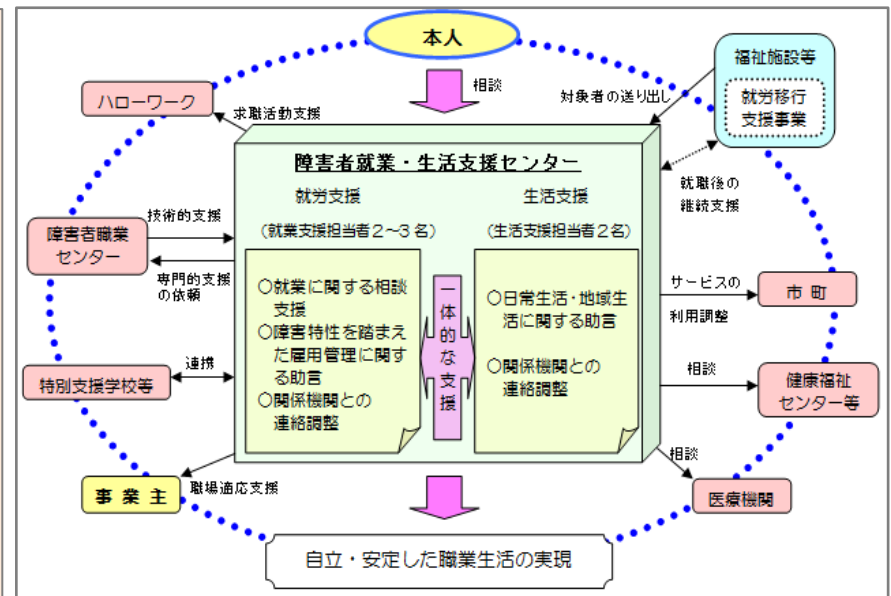 本人
相談
ハローワーク
求職活動支援
対象者の送り出し
福祉施設等
就労移行
支援事業
就職後の
継続支援
障害者就業・生活支援センター
就労支援
(就業支援担当者2~3名)
生活支援
(生活支援担当者2名)
○就業に関する相談
支援
○障害特性を踏まえ
た雇用管理に関す
る助言
○関係機関との
連絡調整
一体的な支援
○日常生活・地域生
活に関する助言
○関係機関との
連絡調整
障害者職業
センター
技術的支援
専門的支援
の依頼
特別支援学校等
連携
事業主
職場適応支援
サービスの
利用調整
市町
相談
健康福祉
センター等
相談
医療機関
自立・安定した職業生活の実現